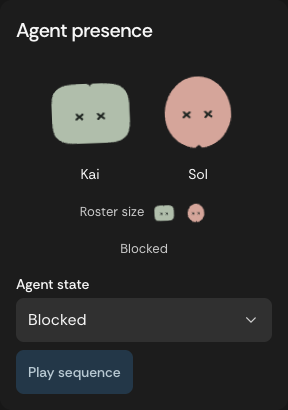 Agent presence
Kai
Sol
Roster size
Blocked
Agent state
Blocked
Play sequence